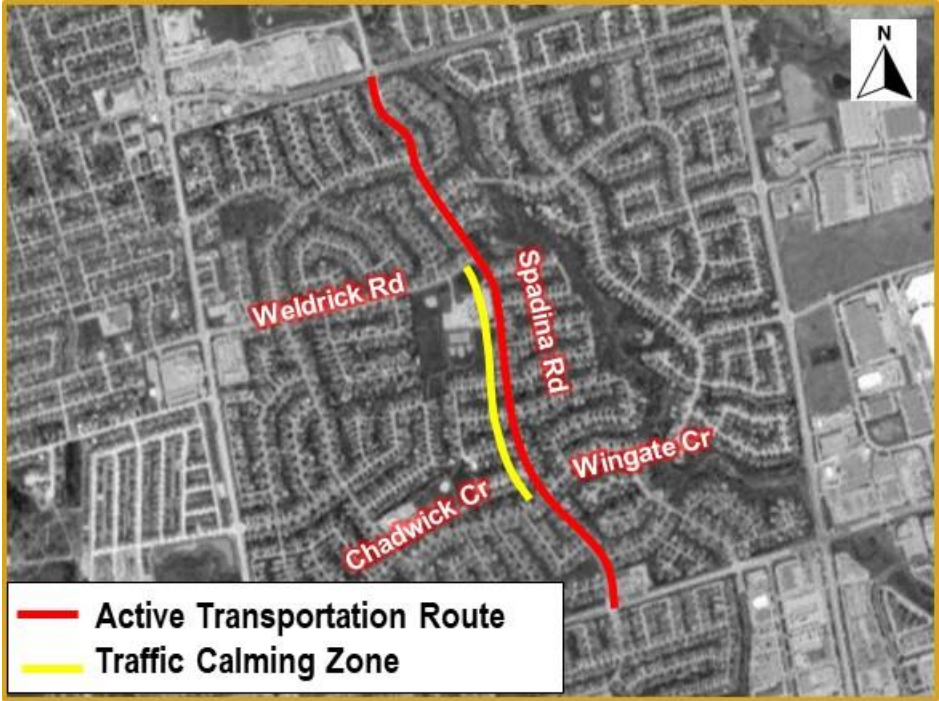 N
Weldrick Rd
Spadina Rd
Wingate Cr
Chadwick Cr
Active Transportation Route
Traffic Calming Zone